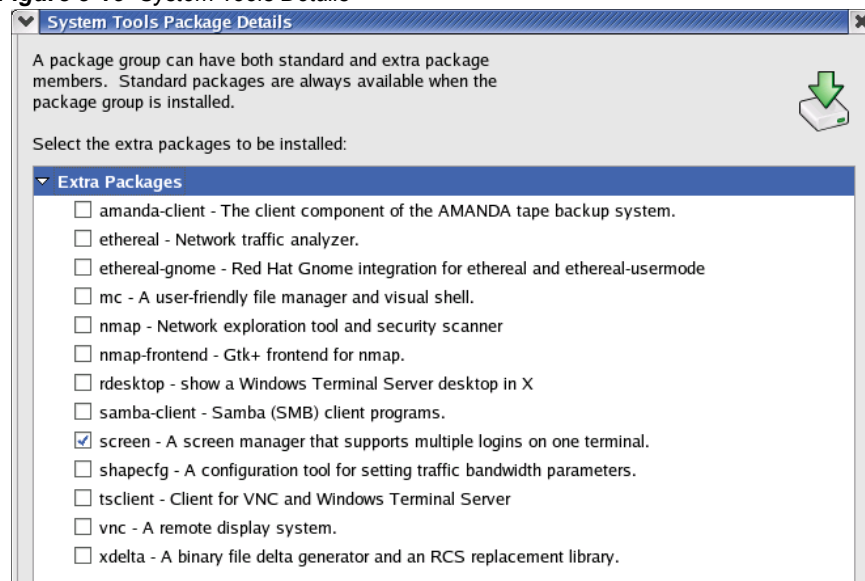 System Tools Package Details
A package group can have both standard and extra package
members. Standard packages are always available when the
package group is installed.
Select the extra packages to be installed:
Extra Packages
amanda-client - The client component of the AMANDA tape backup system.
ethereal - Network traffic analyzer.
ethereal-gnome - Red Hat Gnome integration for ethereal and ethereal-usermode
mc - A user-friendly file manager and visual shell.
nmap - Network exploration tool and security scanner
nmap-frontend - Gtk+ frontend for nmap.
rdesktop - show a Windows Terminal Server desktop in X
samba-client - Samba (SMB) client programs.
screen - A screen manager that supports multiple logins on one terminal.
shapecfg - A configuration tool for setting traffic bandwidth parameters.
tsclient - Client for VNC and Windows Terminal Server
vnc - A remote display system.
xdelta - A binary file delta generator and an RCS replacement library.